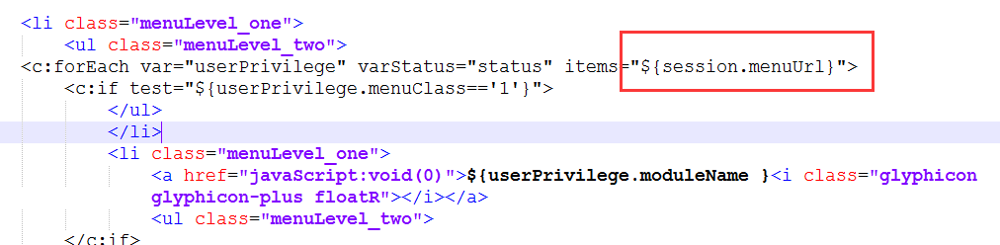 <li class="menuLevel_one">
<ul class="menuLevel_two">
<c:forEach var="userPrivilege" varStatus="status" items="${session.menuUrl}">
<c:if test="${userPrivilege.menuClass=='1'}">
</ul>
</li>
<li class="menuLevel_one">
<a href="javaScript:void(0)">${userPrivilege.moduleName }<i class="glyphicon
glyphicon-plus floatR"></i></a>
<ul class="menuLevel_two">
</c:if>